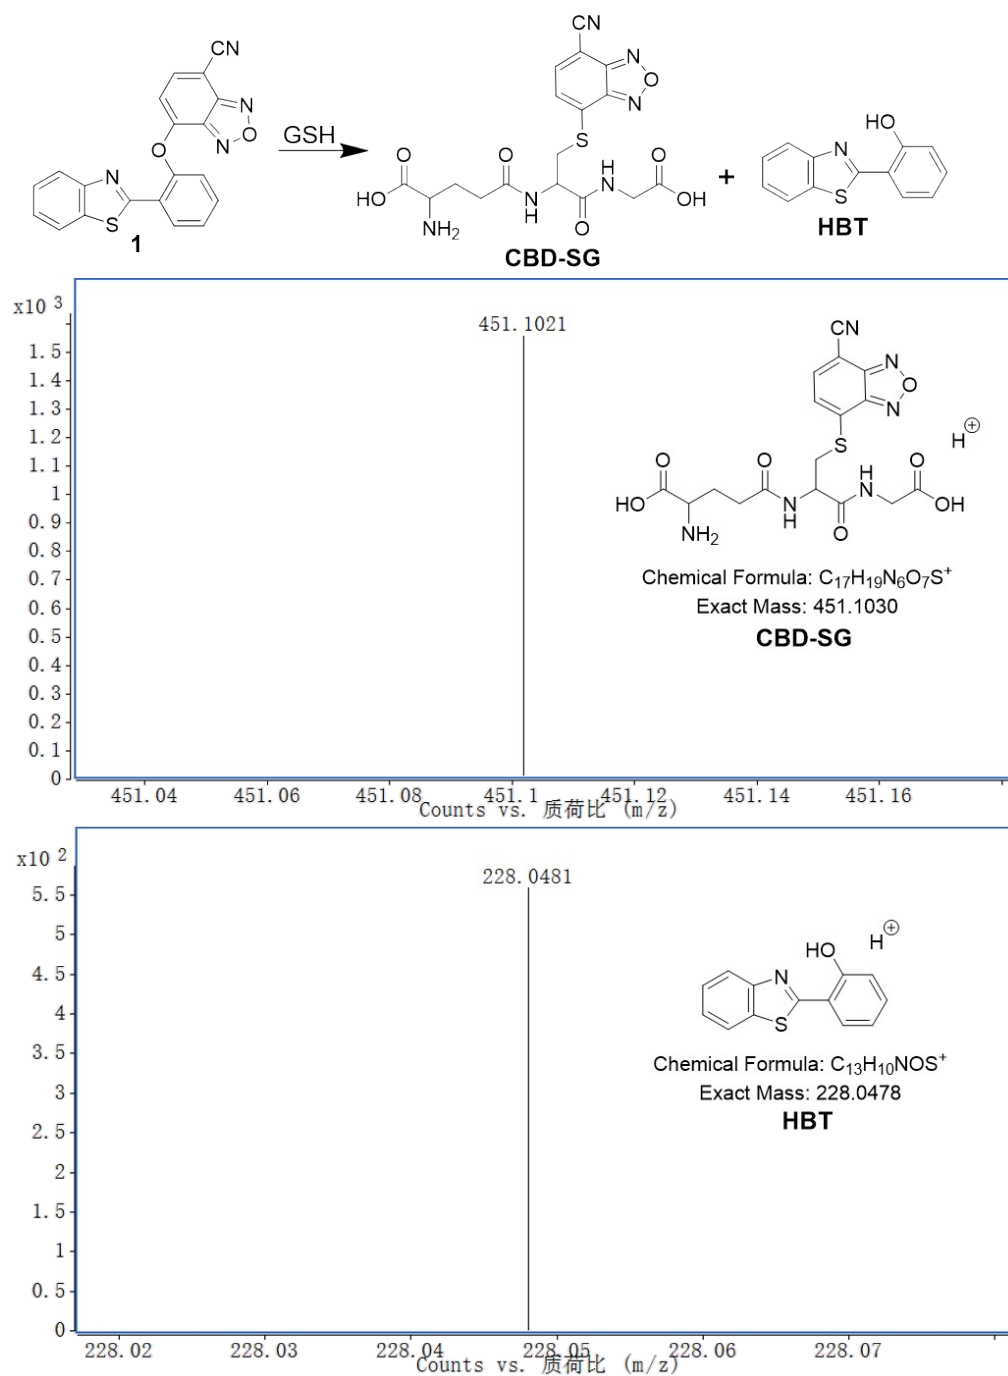 CN
N
O
N
O
N
S
1
GSH
CN
N
O
N
S
O
HO
NH2
O
N
H
O
H
N
O
OH
CBD-SG
+
HO
N
S
HBT
x10 3
451.1021
1.5
1.4
1.3
1.2
1.1
1
0.9
0.8
0.7
0.6
0.5
0.4
0.3
0.2
0.1
0
CN
N
O
N
S
H⊕
O
HO
NH2
O
N
H
O
H
N
O
OH
Chemical Formula: C17H19N6O7S+
Exact Mass: 451.1030
CBD-SG
451.04 451.06 451.08 451.1 451.12 451.14 451.16
Counts vs. 质荷比 (m/z)
x10 2
228.0481
5.5
5
4.5
4
3.5
3
2.5
2
1.5
1
0.5
0
HO
H⊕
N
S
Chemical Formula: C13H10NOS+
Exact Mass: 228.0478
HBT
228.02 228.03 228.04 228.05 228.06 228.07
Counts vs. 质荷比 (m/z)